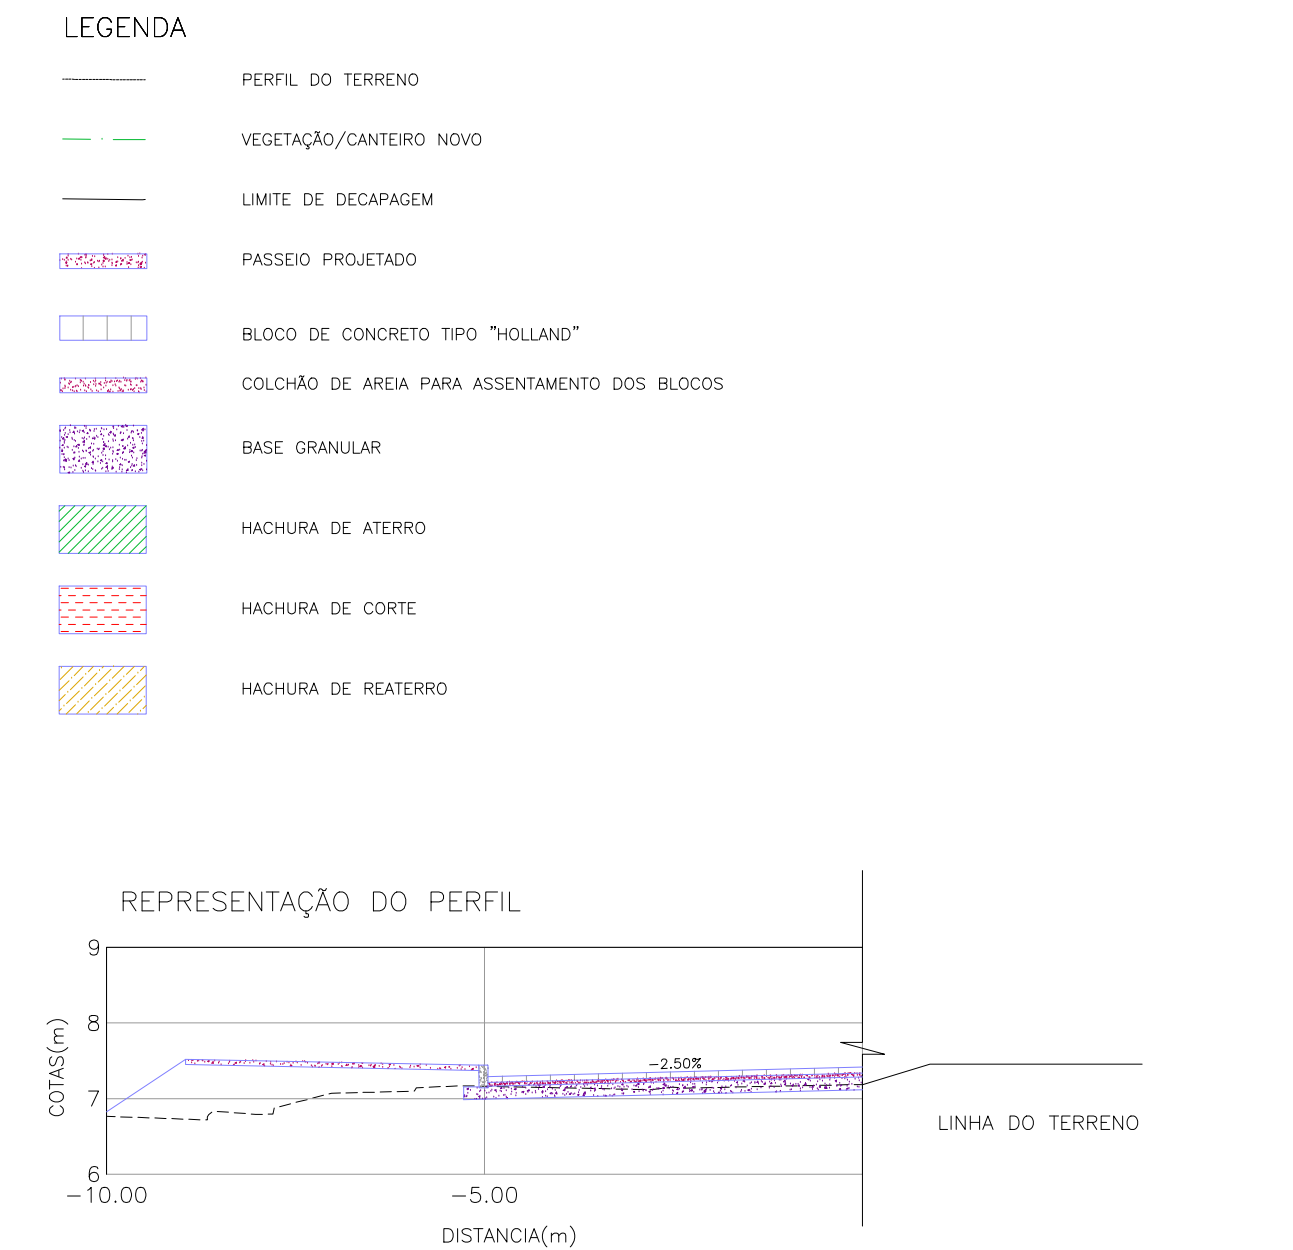 LEGENDA
PERFIL DO TERRENO
VEGETAÇÃO/CANTEIRO NOVO
LIMITE DE DECAPAGEM
PASSEIO PROJETADO
BLOCO DE CONCRETO TIPO "HOLLAND"
COLCHÃO DE AREIA PARA ASSENTAMENTO DOS BLOCOS
BASE GRANULAR
HACHURA DE ATERRO
HACHURA DE CORTE
HACHURA DE REATERRO
REPRESENTAÇÃO DO PERFIL
9
8
7
6
COTAS(m)
-2.50%
LINHA DO TERRENO
-10.00
-5.00
DISTANCIA(m)